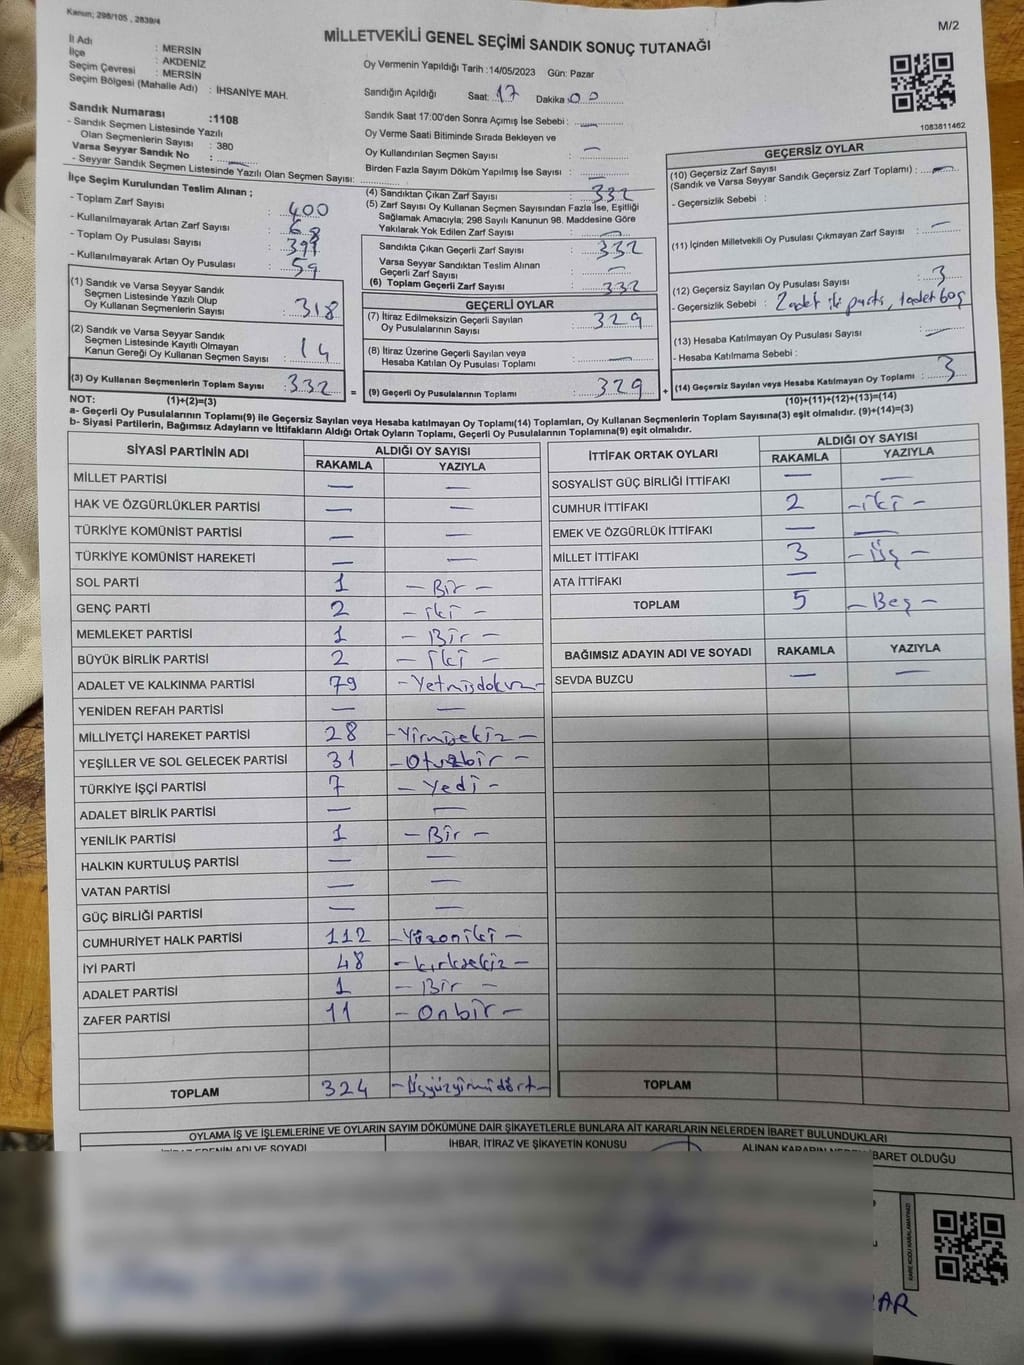 Kanun; 298/105 , 2839/4
M/2
MİLLETVEKİLİ GENEL SEÇİMİ SANDIK SONUÇ TUTANAĞI
İl Adı : MERSİN
İlçe : AKDENİZ
Seçim Çevresi : MERSİN
Seçim Bölgesi (Mahalle Adı) : İHSANİYE MAH.
Sandık Numarası :1108
- Sandık Seçmen Listesinde Yazılı
Olan Seçmenlerin Sayısı : 380
Varsa Seyyar Sandık No :
- Seyyar Sandık Seçmen Listesinde Yazılı Olan Seçmen Sayısı:
Oy Vermenin Yapıldığı Tarih :14/05/2023 Gün: Pazar
Sandığın Açıldığı Saat: 17 Dakika : 00
Sandık Saat 17:00'den Sonra Açımış İse Sebebi : —
Oy Verme Saati Bitiminde Sırada Bekleyen ve
Oy Kullandırılan Seçmen Sayısı : —
Birden Fazla Sayım Döküm Yapılmış İse Sayısı : —
1083811462
İlçe Seçim Kurulundan Teslim Alınan ;
- Toplam Zarf Sayısı : 400
- Kullanılmayarak Artan Zarf Sayısı : 68
- Toplam Oy Pusulası Sayısı : 391
- Kullanılmayarak Artan Oy Pusulası : 59
(1) Sandık ve Varsa Seyyar Sandık
Seçmen Listesinde Yazılı Olup
Oy Kullanan Seçmenlerin Sayısı : 318
(2) Sandık ve Varsa Seyyar Sandık
Seçmen Listesinde Kayıtlı Olmayan
Kanun Gereği Oy Kullanan Seçmen Sayısı : 14
(3) Oy Kullanan Seçmenlerin Toplam Sayısı : 332 =
(4) Sandıktan Çıkan Zarf Sayısı : 332
(5) Zarf Sayısı Oy Kullanan Seçmen Sayısından Fazla İse, Eşitliği
Sağlamak Amacıyla; 298 Sayılı Kanunun 98. Maddesine Göre
Yakılarak Yok Edilen Zarf Sayısı : —
Sandıkta Çıkan Geçerli Zarf Sayısı : 332
Varsa Seyyar Sandıktan Teslim Alınan
Geçerli Zarf Sayısı : —
(6) Toplam Geçerli Zarf Sayısı : 332
GEÇERLİ OYLAR
(7) İtiraz Edilmeksizin Geçerli Sayılan
Oy Pusulalarının Sayısı : 329
(8) İtiraz Üzerine Geçerli Sayılan veya
Hesaba Katılan Oy Pusulası Toplamı :
(9) Geçerli Oy Pusulalarının Toplamı : 329 +
GEÇERSİZ OYLAR
(10) Geçersiz Zarf Sayısı
(Sandık ve Varsa Seyyar Sandık Geçersiz Zarf Toplamı) : —
- Geçersizlik Sebebi :
(11) İçinden Milletvekili Oy Pusulası Çıkmayan Zarf Sayısı : —
(12) Geçersiz Sayılan Oy Pusulası Sayısı : 3
- Geçersizlik Sebebi : 2 adet iki parti, 1 adet boş
(13) Hesaba Katılmayan Oy Pusulası Sayısı : —
- Hesaba Katılmama Sebebi :
(14) Geçersiz Sayılan veya Hesaba Katılmayan Oy Toplamı : 3
NOT: (1)+(2)=(3)
(10)+(11)+(12)+(13)=(14)
a- Geçerli Oy Pusulalarının Toplamı(9) ile Geçersiz Sayılan veya Hesaba katılmayan Oy Toplamı(14) Toplamları, Oy Kullanan Seçmenlerin Toplam Sayısına(3) eşit olmalıdır. (9)+(14)=(3)
b- Siyasi Partilerin, Bağımsız Adayların ve İttifakların Aldığı Ortak Oyların Toplamı, Geçerli Oy Pusulalarının Toplamına(9) eşit olmalıdır.
SİYASİ PARTİNİN ADI ALDIĞI OY SAYISI
RAKAMLA YAZIYLA
MİLLET PARTİSİ — —
HAK VE ÖZGÜRLÜKLER PARTİSİ — —
TÜRKİYE KOMÜNİST PARTİSİ — —
TÜRKİYE KOMÜNİST HAREKETİ — —
SOL PARTİ 1 — Bir —
GENÇ PARTİ 2 — iki —
MEMLEKET PARTİSİ 1 — Bir —
BÜYÜK BİRLİK PARTİSİ 2 — iki —
ADALET VE KALKINMA PARTİSİ 79 — Yetmişdokuz —
YENİDEN REFAH PARTİSİ — —
MİLLİYETÇİ HAREKET PARTİSİ 28 — Yirmisekiz —
YEŞİLLER VE SOL GELECEK PARTİSİ 31 — Otuzbir —
TÜRKİYE İŞÇİ PARTİSİ 7 — Yedi —
ADALET BİRLİK PARTİSİ — —
YENİLİK PARTİSİ 1 — Bir —
HALKIN KURTULUŞ PARTİSİ — —
VATAN PARTİSİ — —
GÜÇ BİRLİĞİ PARTİSİ — —
CUMHURİYET HALK PARTİSİ 112 — Yüzoniki —
İYİ PARTİ 48 — kırksekiz —
ADALET PARTİSİ 1 — Bir —
ZAFER PARTİSİ 11 — Onbir —
TOPLAM 324 — Üçyüzyirmidört —
İTTİFAK ORTAK OYLARI ALDIĞI OY SAYISI
RAKAMLA YAZIYLA
SOSYALİST GÜÇ BİRLİĞİ İTTİFAKI — —
CUMHUR İTTİFAKI 2 — iki —
EMEK VE ÖZGÜRLÜK İTTİFAKI — —
MİLLET İTTİFAKI 3 — Üç —
ATA İTTİFAKI —
TOPLAM 5 — Beş —
BAĞIMSIZ ADAYIN ADI VE SOYADI RAKAMLA YAZIYLA
SEVDA BUZCU — —
TOPLAM
OYLAMA İŞ VE İŞLEMLERİNE VE OYLARIN SAYIM DÖKÜMÜNE DAİR ŞİKAYETLERLE BUNLARA AİT KARARLARIN NELERDEN İBARET BULUNDUKLARI
ADI VE SOYADI İHBAR, İTİRAZ VE ŞİKAYETİN KONUSU ALINAN KARARIN NEDEN İBARET OLDUĞU